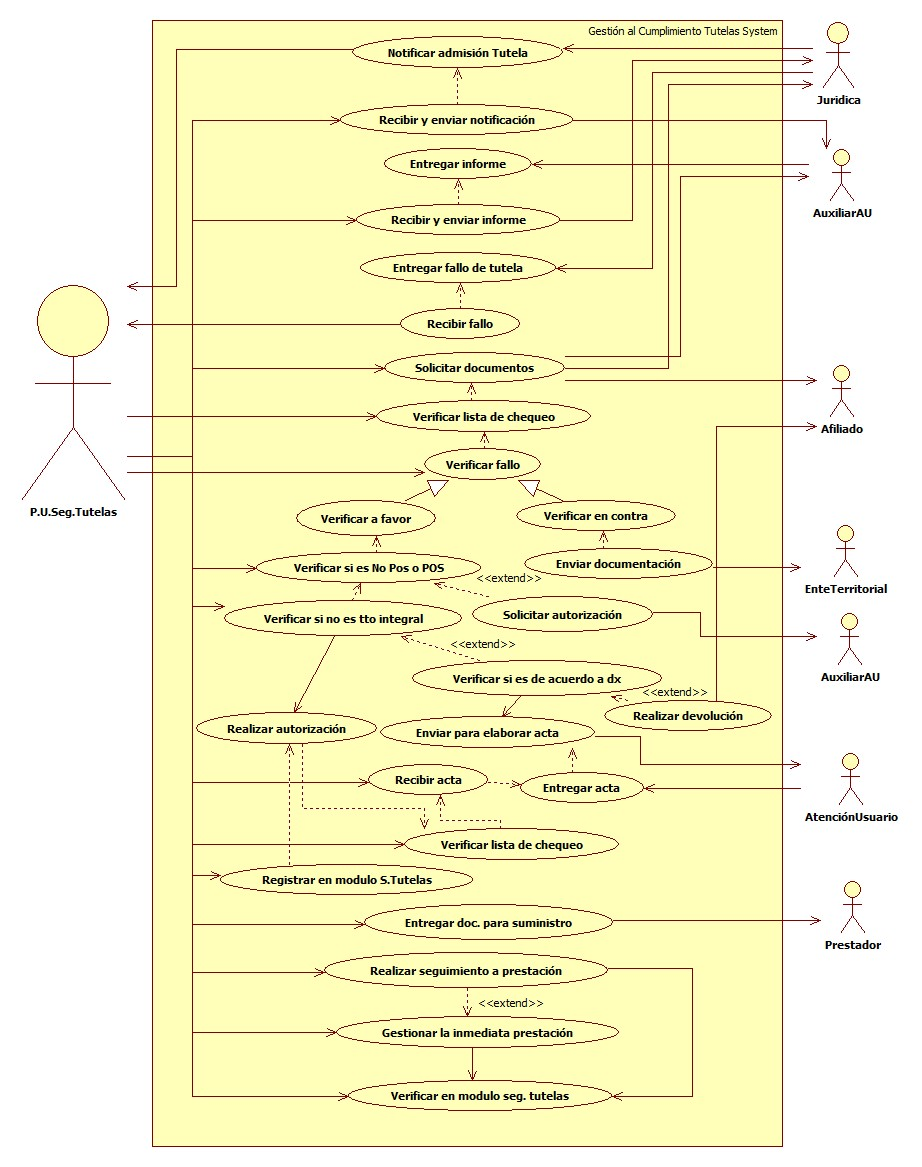 Gestión al Cumplimiento Tutelas System
Notificar admisión Tutela
Juridica
Recibir y enviar notificación
Entregar informe
AuxiliarAU
Recibir y enviar informe
Entregar fallo de tutela
Recibir fallo
Solicitar documentos
Verificar lista de chequeo
Afiliado
Verificar fallo
P.U.Seg.Tutelas
Verificar a favor
Verificar en contra
Verificar si es No Pos o POS
Enviar documentación
<<extend>>
EnteTerritorial
Solicitar autorización
Verificar si no es tto integral
<<extend>>
AuxiliarAU
Verificar si es de acuerdo a dx
<<extend>>
Realizar devolución
Realizar autorización
Enviar para elaborar acta
Recibir acta
Entregar acta
AtenciónUsuario
Verificar lista de chequeo
Registrar en modulo S.Tutelas
Entregar doc. para suministro
Prestador
Realizar seguimiento a prestación
<<extend>>
Gestionar la inmediata prestación
Verificar en modulo seg. tutelas